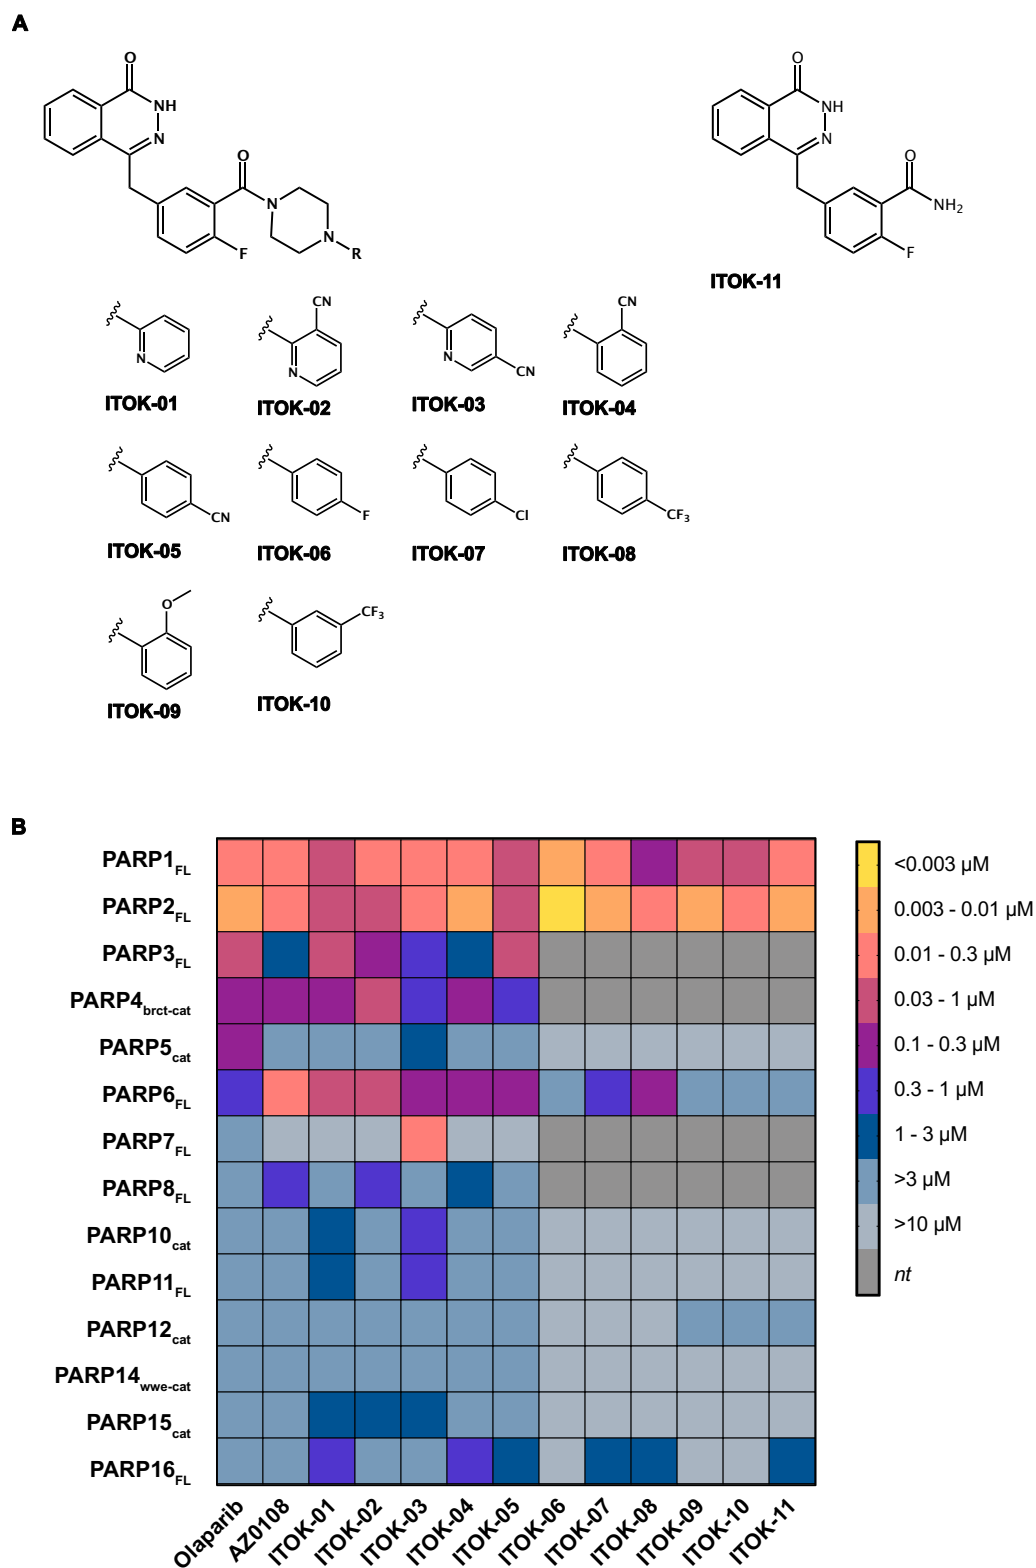 A
O
NH
N
O
N
N
R
F
O
NH
N
O
NH2
F
ITOK-11
N
CN
N
N
CN
CN
ITOK-01
ITOK-02
ITOK-03
ITOK-04
CN
F
Cl
CF3
ITOK-05
ITOK-06
ITOK-07
ITOK-08
O
CF3
ITOK-09
ITOK-10
B
PARP1FL
PARP2FL
PARP3FL
PARP4brct-cat
PARP5cat
PARP6FL
PARP7FL
PARP8FL
PARP10cat
PARP11FL
PARP12cat
PARP14wwe-cat
PARP15cat
PARP16FL
Olaparib
AZ0108
ITOK-01
ITOK-02
ITOK-03
ITOK-04
ITOK-05
ITOK-06
ITOK-07
ITOK-08
ITOK-09
ITOK-10
ITOK-11
<0.003 µM
0.003 - 0.01 µM
0.01 - 0.3 µM
0.03 - 1 µM
0.1 - 0.3 µM
0.3 - 1 µM
1 - 3 µM
>3 µM
>10 µM
nt